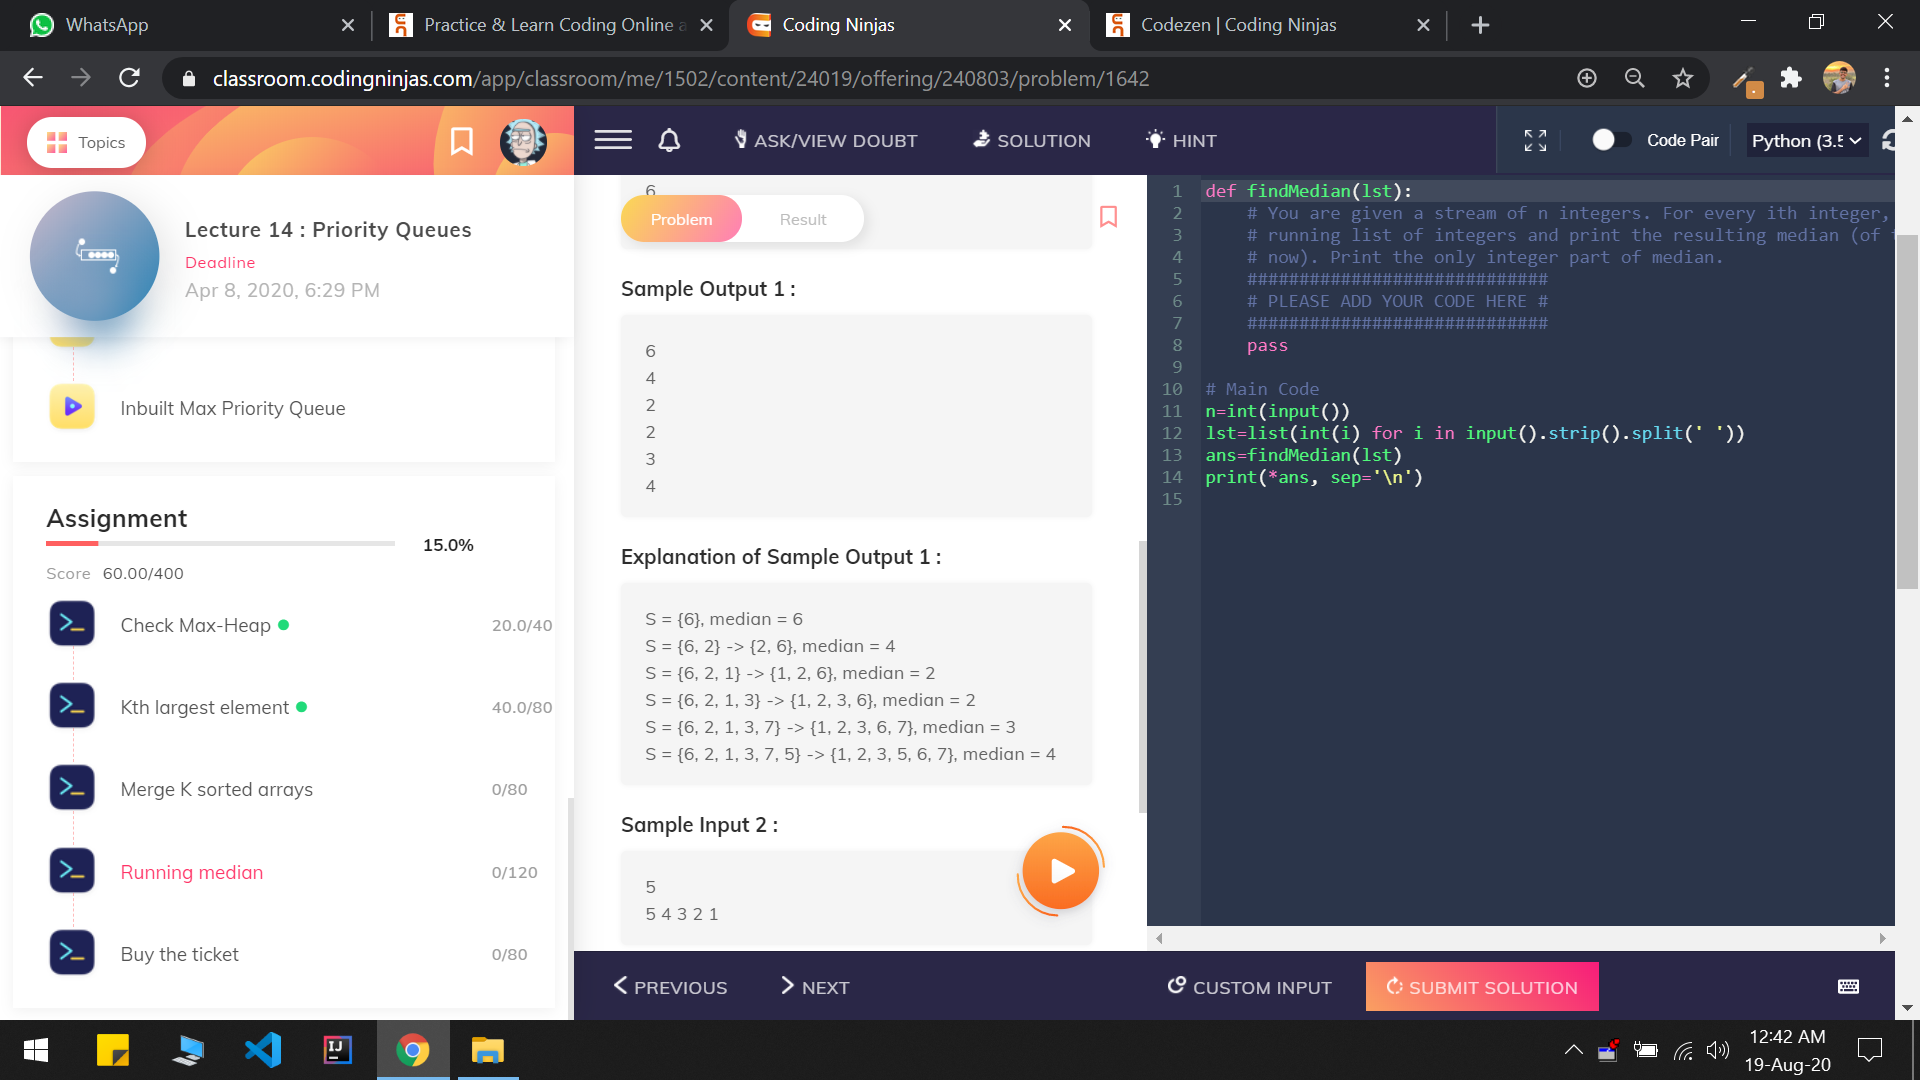 WhatsApp
Practice & Learn Coding Online a
Coding Ninjas
Codezen | Coding Ninjas
classroom.codingninjas.com/app/classroom/me/1502/content/24019/offering/240803/problem/1642
Topics
ASK/VIEW DOUBT
SOLUTION
HINT
Code Pair
Python (3.5
Lecture 14 : Priority Queues
Deadline
Apr 8, 2020, 6:29 PM
Inbuilt Max Priority Queue
Assignment
15.0%
Score 60.00/400
Check Max-Heap
20.0/40
Kth largest element
40.0/80
Merge K sorted arrays
0/80
Running median
0/120
Buy the ticket
0/80
6
Problem
Result
Sample Output 1 :
6
4
2
2
3
4
Explanation of Sample Output 1 :
S = {6}, median = 6
S = {6, 2} -> {2, 6}, median = 4
S = {6, 2, 1} -> {1, 2, 6}, median = 2
S = {6, 2, 1, 3} -> {1, 2, 3, 6}, median = 2
S = {6, 2, 1, 3, 7} -> {1, 2, 3, 6, 7}, median = 3
S = {6, 2, 1, 3, 7, 5} -> {1, 2, 3, 5, 6, 7}, median = 4
Sample Input 2 :
5
5 4 3 2 1
1 def findMedian(lst):
2 # You are given a stream of n integers. For every ith integer,
3 # running list of integers and print the resulting median (of
4 # now). Print the only integer part of median.
5 #############################
6 # PLEASE ADD YOUR CODE HERE #
7 #############################
8 pass
9
10 # Main Code
11 n=int(input())
12 lst=list(int(i) for i in input().strip().split(' '))
13 ans=findMedian(lst)
14 print(*ans, sep='\n')
15
PREVIOUS
NEXT
CUSTOM INPUT
SUBMIT SOLUTION
IJ
12:42 AM
19-Aug-20